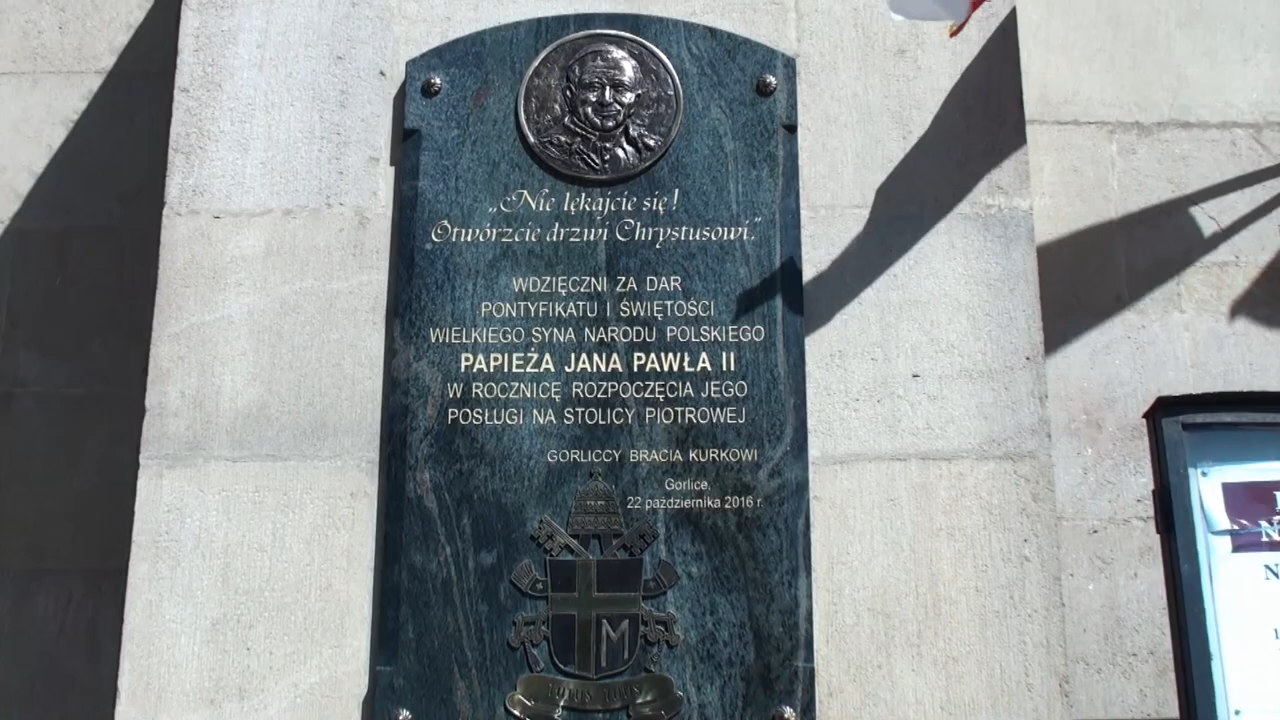 „Nie lękajcie się!
Otwórzcie drzwi Chrystusowi."
WDZIĘCZNI ZA DAR
PONTYFIKATU I ŚWIĘTOŚCI
WIELKIEGO SYNA NARODU POLSKIEGO
PAPIEŻA JANA PAWŁA II
W ROCZNICĘ ROZPOCZĘCIA JEGO
POSŁUGI NA STOLICY PIOTROWEJ
GORLICCY BRACIA KURKOWI
Gorlice,
22 października 2016 r.
M
TOTUS TUUS